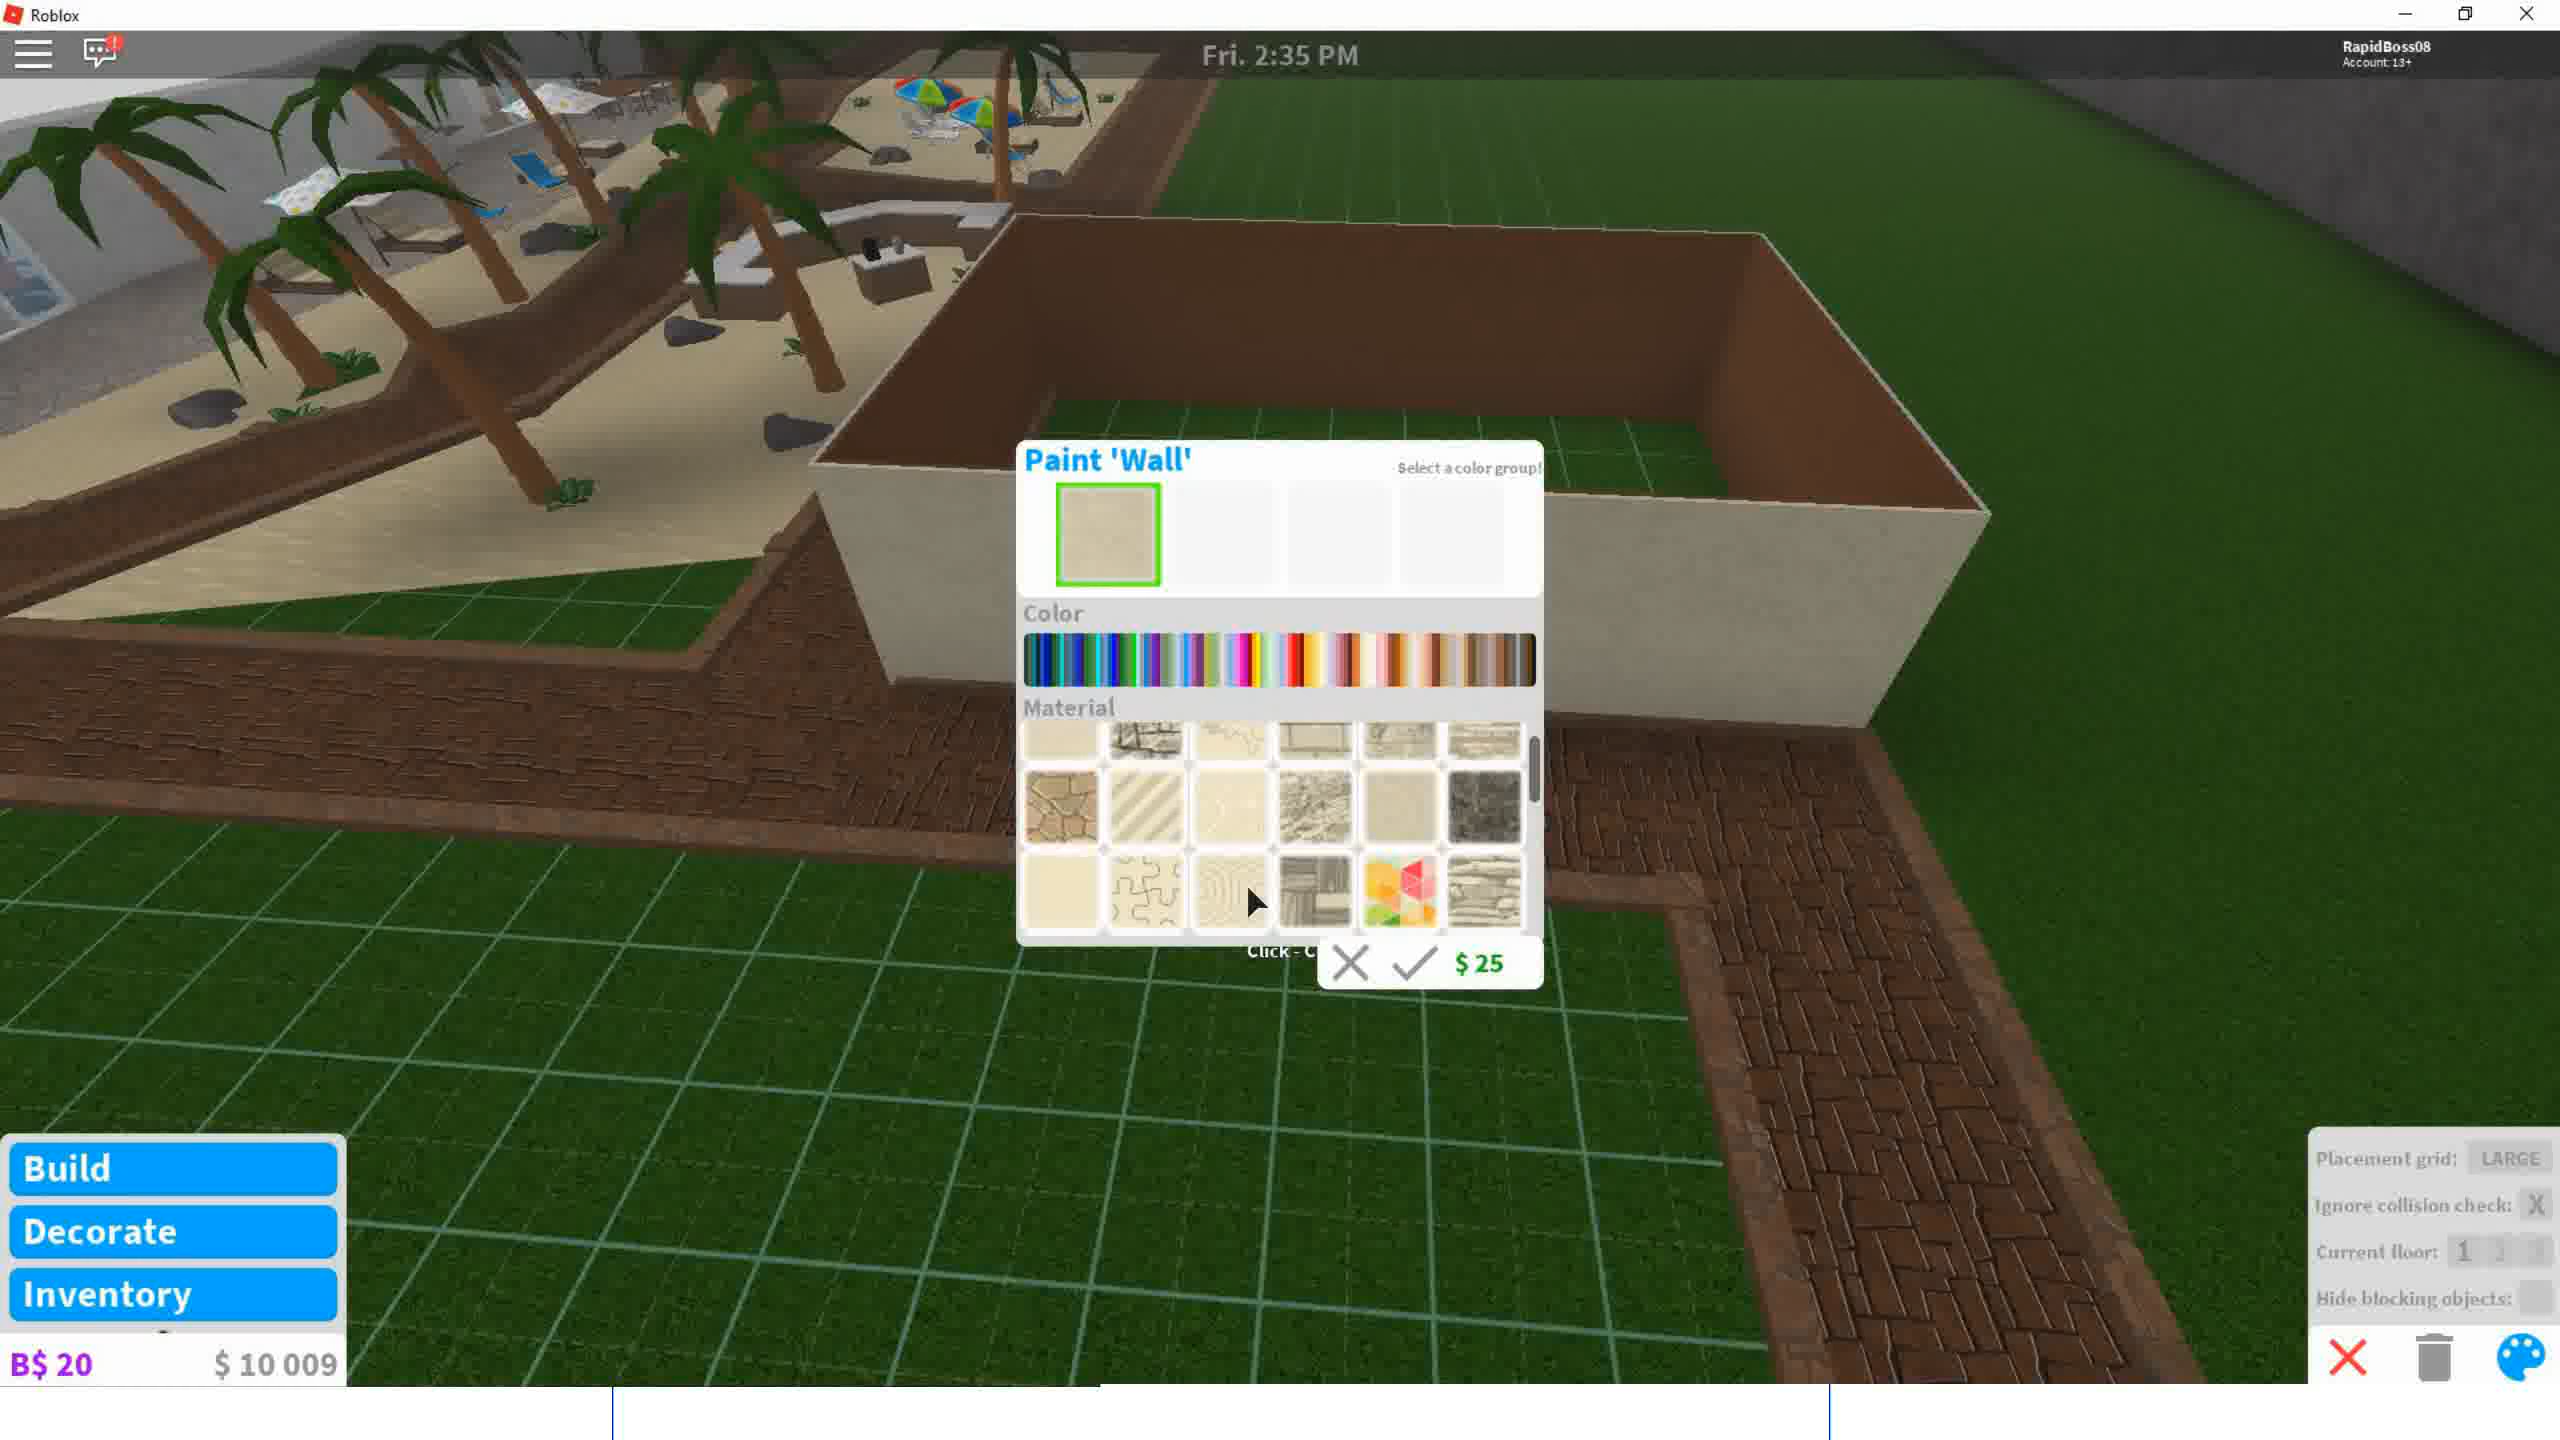 Roblox
Fri. 2:35 PM
RapidBoss08
Account: 13+
Paint 'Wall'
Select a color group!
Color
Material
Click - C
$ 25
Build
Decorate
Inventory
B$ 20
$ 10 009
Placement grid: LARGE
Ignore collision check: X
Current floor: 1
Hide blocking objects: